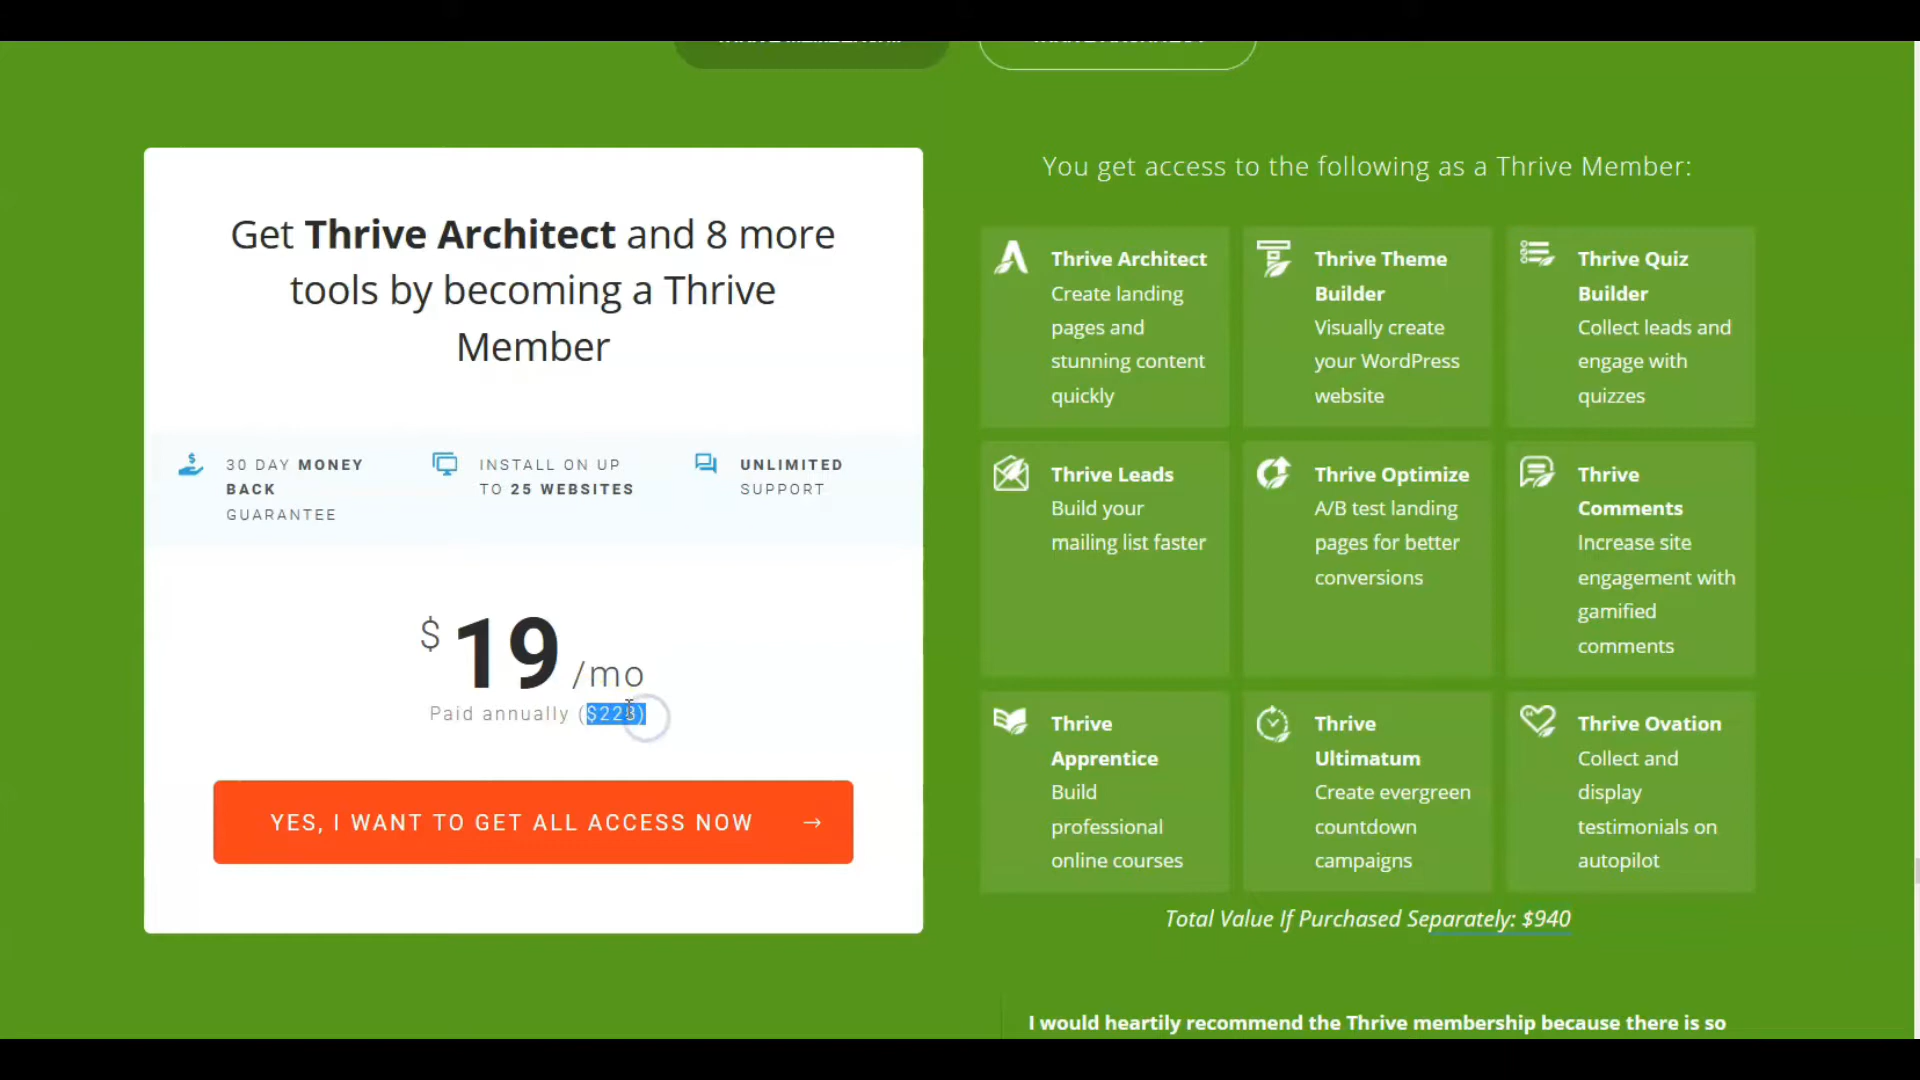 Get Thrive Architect and 8 more
tools by becoming a Thrive
Member
30 DAY MONEY
BACK
GUARANTEE
INSTALL ON UP
TO 25 WEBSITES
UNLIMITED
SUPPORT
$19/mo
Paid annually ($228)
YES, I WANT TO GET ALL ACCESS NOW →
You get access to the following as a Thrive Member:
Thrive Architect
Create landing
pages and
stunning content
quickly
Thrive Theme
Builder
Visually create
your WordPress
website
Thrive Quiz
Builder
Collect leads and
engage with
quizzes
Thrive Leads
Build your
mailing list faster
Thrive Optimize
A/B test landing
pages for better
conversions
Thrive
Comments
Increase site
engagement with
gamified
comments
Thrive
Apprentice
Build
professional
online courses
Thrive
Ultimatum
Create evergreen
countdown
campaigns
Thrive Ovation
Collect and
display
testimonials on
autopilot
Total Value If Purchased Separately: $940
I would heartily recommend the Thrive membership because there is so